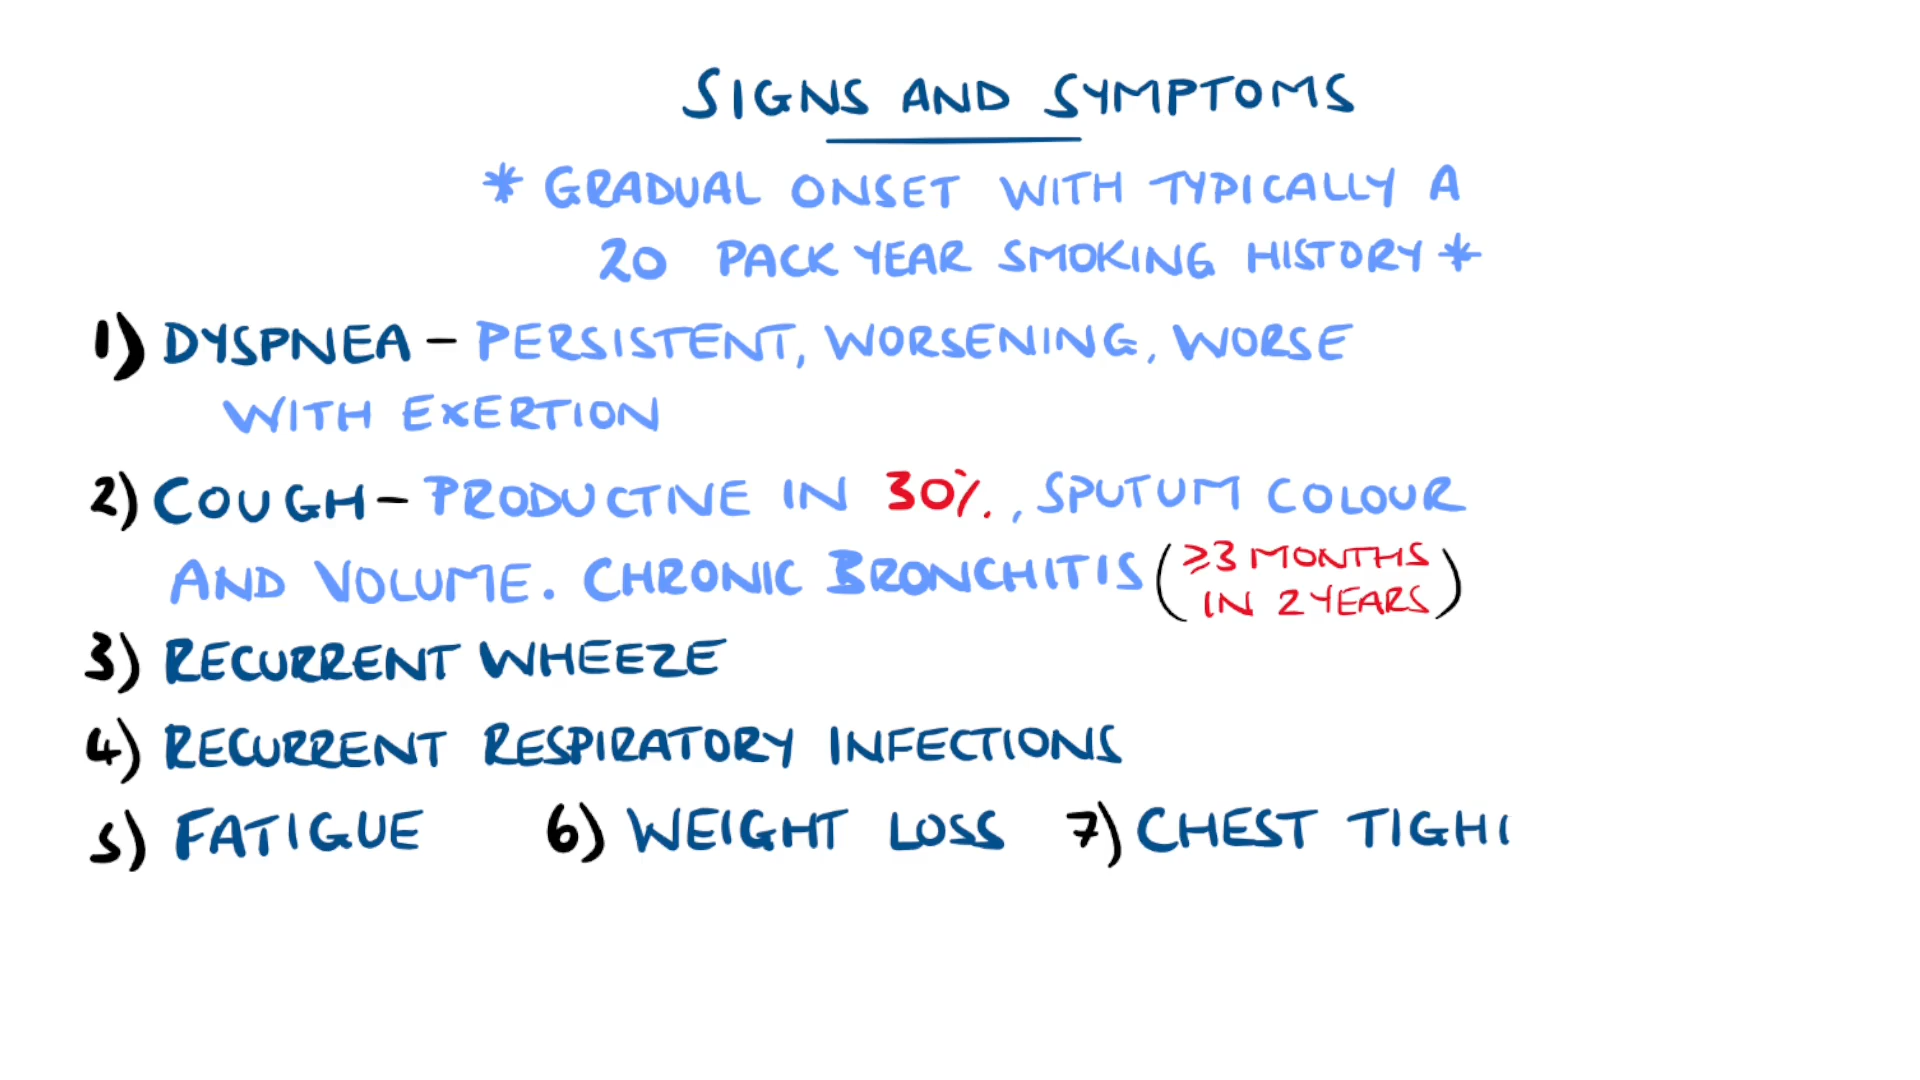 SIGNS AND SYMPTOMS
* GRADUAL ONSET WITH TYPICALLY A
20 PACK YEAR SMOKING HISTORY *
1) DYSPNEA - PERSISTENT, WORSENING, WORSE
WITH EXERTION
2) COUGH - PRODUCTIVE IN 30%, SPUTUM COLOUR
AND VOLUME. CHRONIC BRONCHITIS (≥3 MONTHS
IN 2 YEARS)
3) RECURRENT WHEEZE
4) RECURRENT RESPIRATORY INFECTIONS
5) FATIGUE 6) WEIGHT LOSS 7) CHEST TIGH